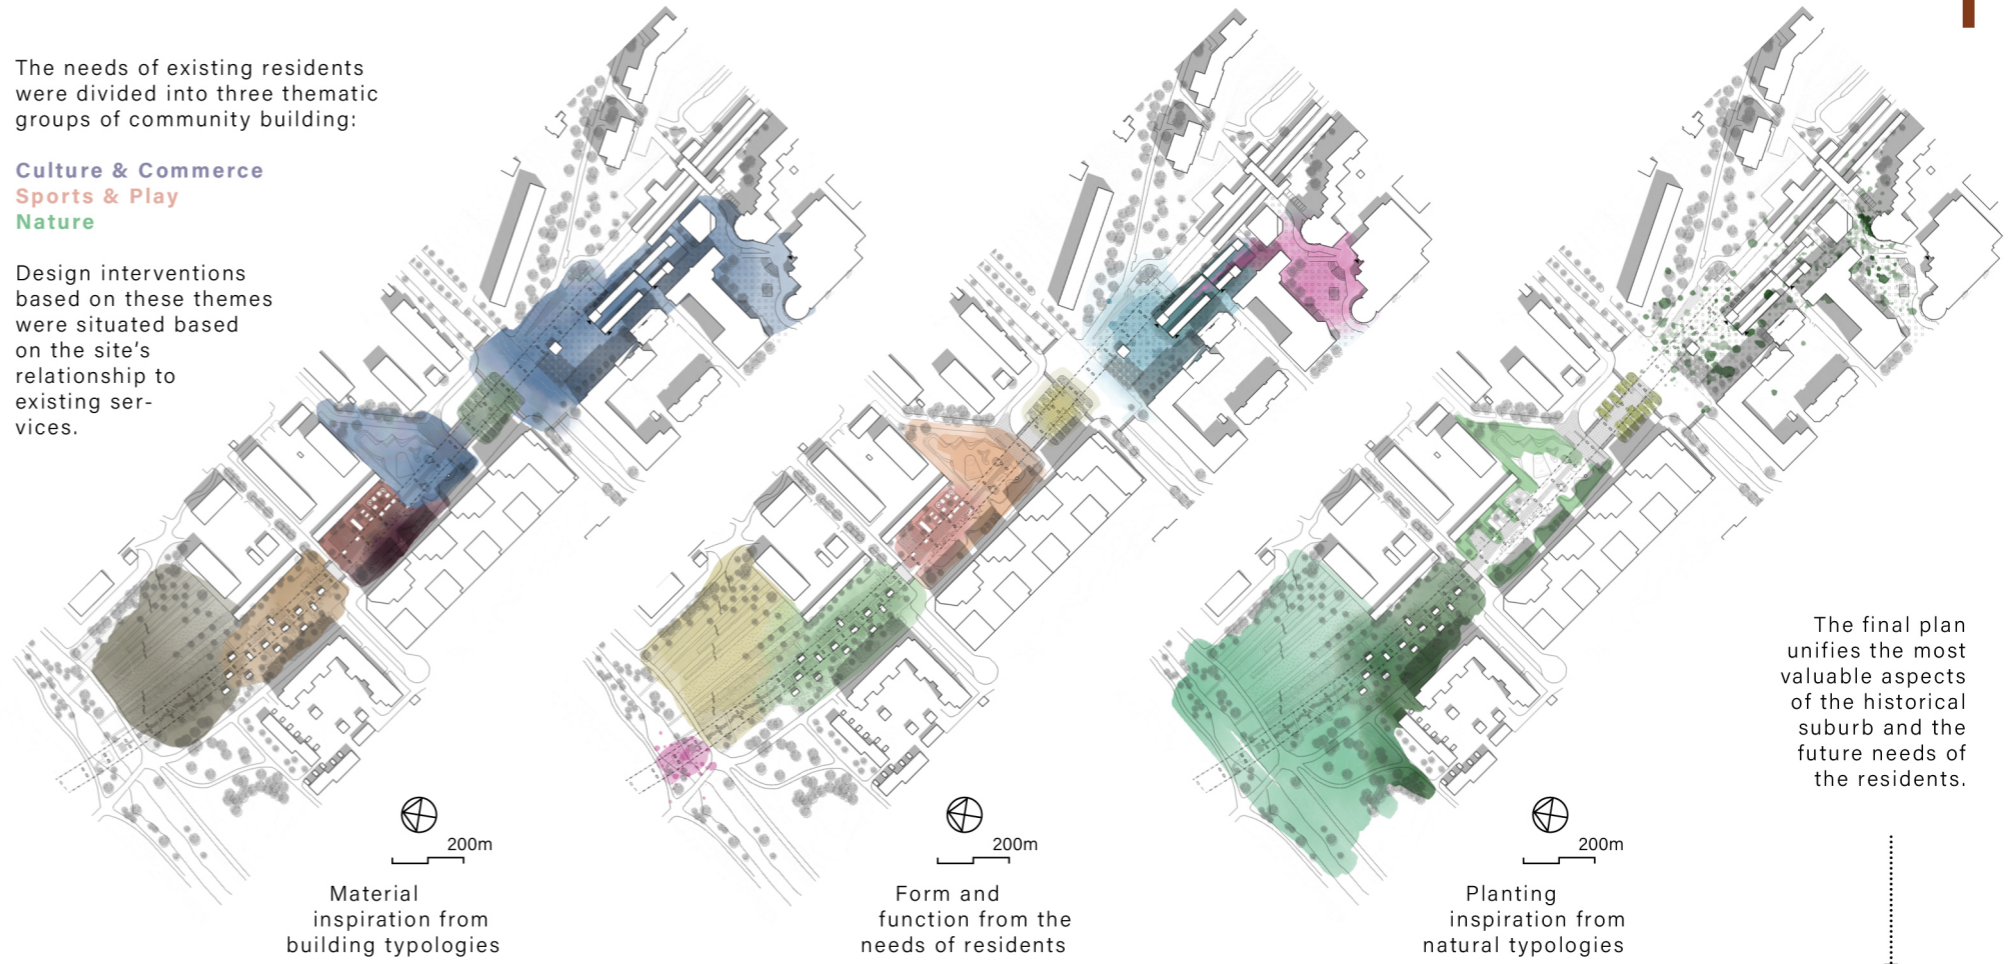 The needs of existing residents
were divided into three thematic
groups of community building:
Culture & Commerce
Sports & Play
Nature
Design interventions
based on these themes
were situated based
on the site's
relationship to
existing ser-
vices.
200m
Material
inspiration from
building typologies
200m
Form and
function from the
needs of residents
200m
Planting
inspiration from
natural typologies
The final plan
unifies the most
valuable aspects
of the historical
suburb and the
future needs of
the residents.